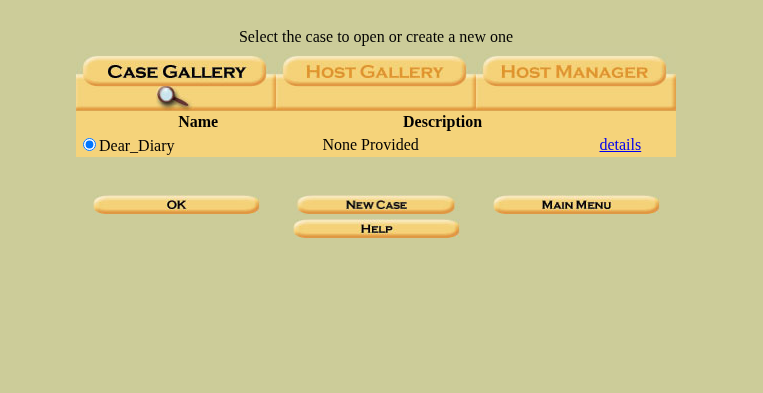 Select the case to open or create a new one
CASE GALLERY HOST GALLERY HOST MANAGER
Name Description
Dear_Diary None Provided details
OK NEW CASE MAIN MENU
HELP